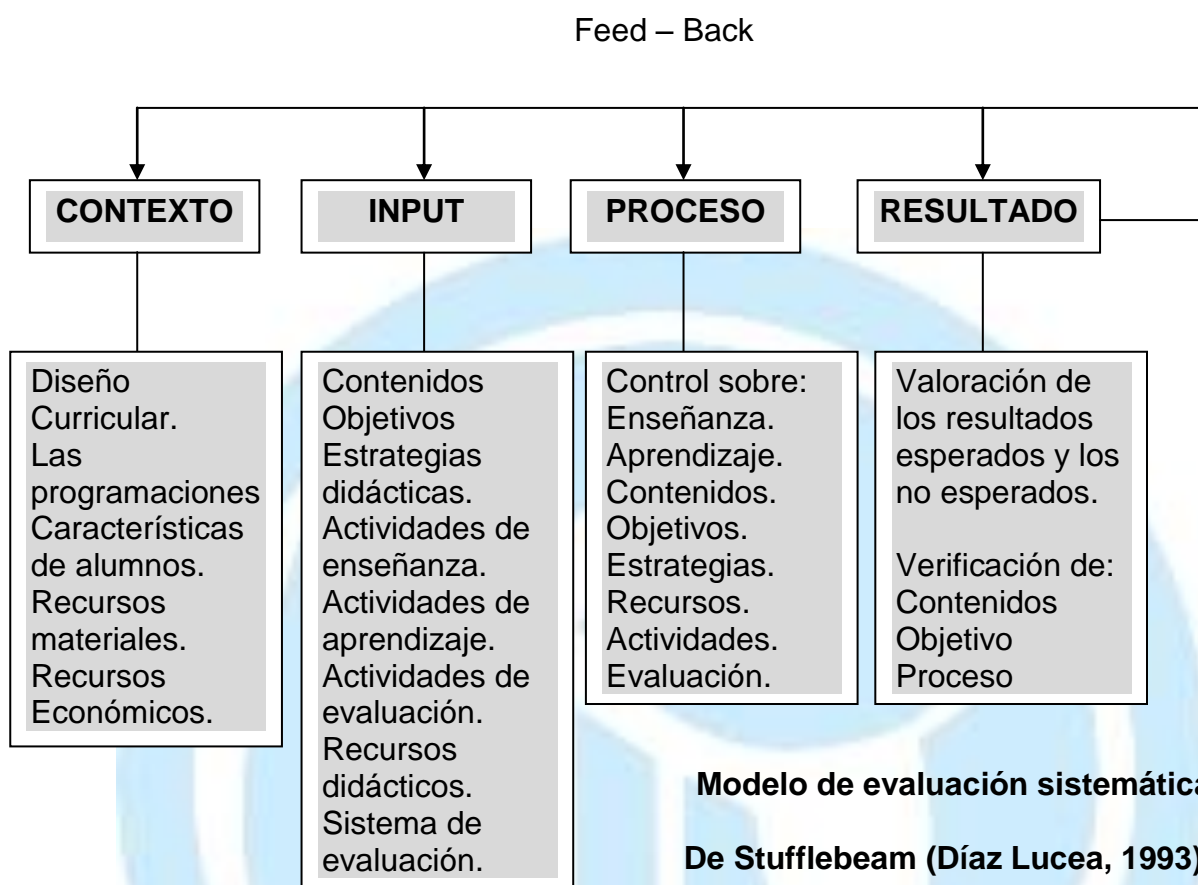 Feed – Back
CONTEXTO
INPUT
PROCESO
RESULTADO
Diseño
Curricular.
Las
programaciones
Características
de alumnos.
Recursos
materiales.
Recursos
Económicos.
Contenidos
Objetivos
Estrategias
didácticas.
Actividades de
enseñanza.
Actividades de
aprendizaje.
Actividades de
evaluación.
Recursos
didácticos.
Sistema de
evaluación.
Control sobre:
Enseñanza.
Aprendizaje.
Contenidos.
Objetivos.
Estrategias.
Recursos.
Actividades.
Evaluación.
Valoración de
los resultados
esperados y los
no esperados.
Verificación de:
Contenidos
Objetivo
Proceso
Modelo de evaluación sistemática
De Stufflebeam (Díaz Lucea, 1993)